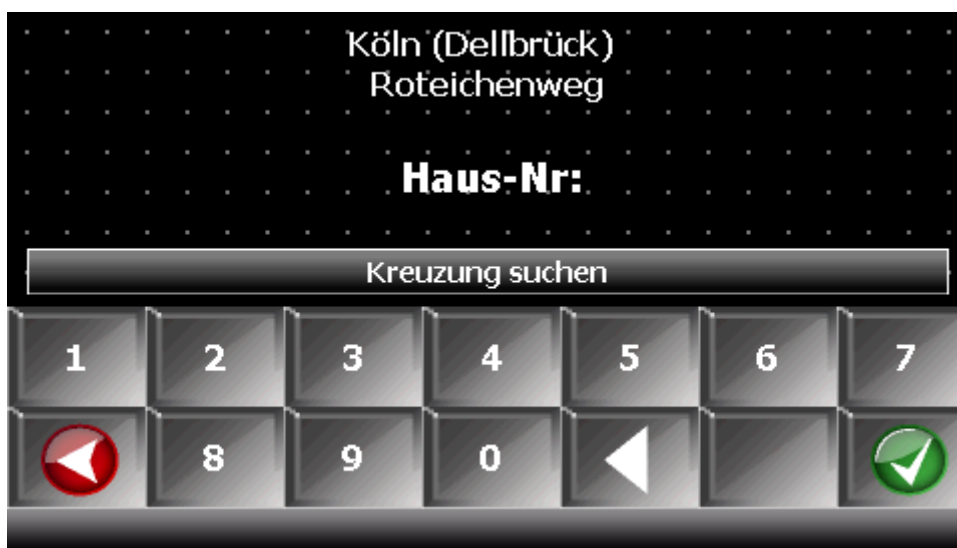 Köln (Dellbrück)
Roteichenweg
Haus-Nr:
Kreuzung suchen
1 2 3 4 5 6 7
8 9 0